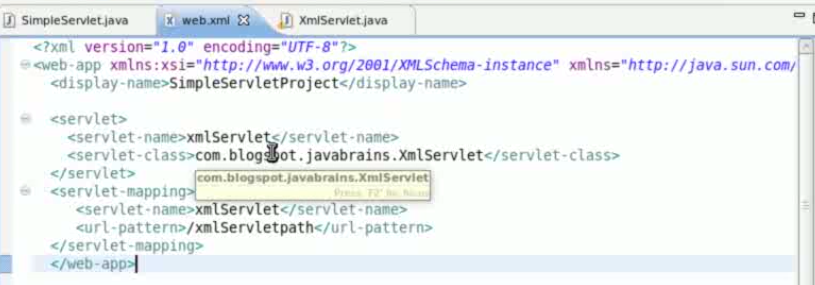 SimpleServlet.java web.xml XmlServlet.java
<?xml version="1.0" encoding="UTF-8"?>
<web-app xmlns:xsi="http://www.w3.org/2001/XMLSchema-instance" xmlns="http://java.sun.com/
<display-name>SimpleServletProject</display-name>
<servlet>
<servlet-name>xmlServlet</servlet-name>
<servlet-class>com.blogspot.javabrains.XmlServlet</servlet-class>
</servlet>
com.blogspot.javabrains.XmlServlet
<servlet-mapping>
Press 'F2'
<servlet-name>xmlServlet</servlet-name>
<url-pattern>/xmlServletpath</url-pattern>
</servlet-mapping>
</web-app>